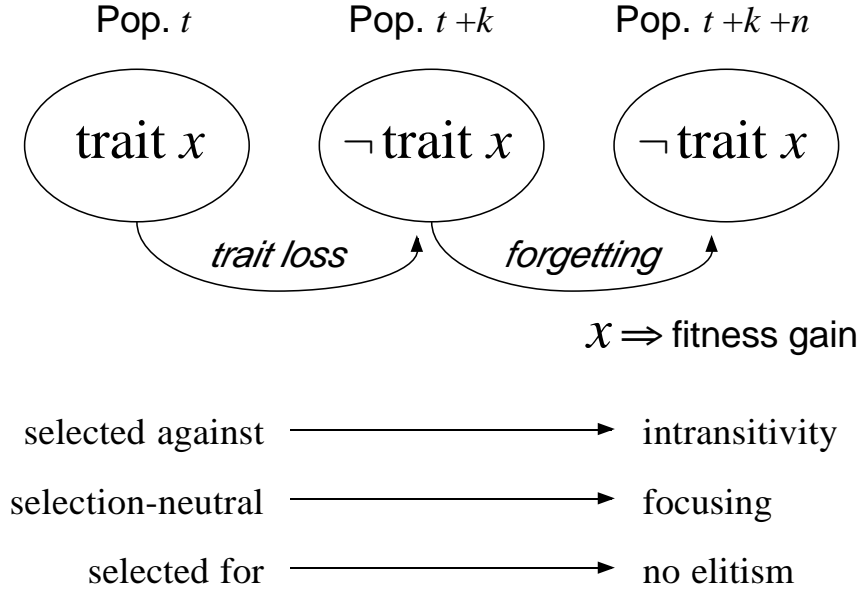 Pop. t Pop. t +k Pop. t +k +n
trait x ¬ trait x ¬ trait x
trait loss forgetting
x ⇒ fitness gain
selected against intransitivity
selection-neutral focusing
selected for no elitism